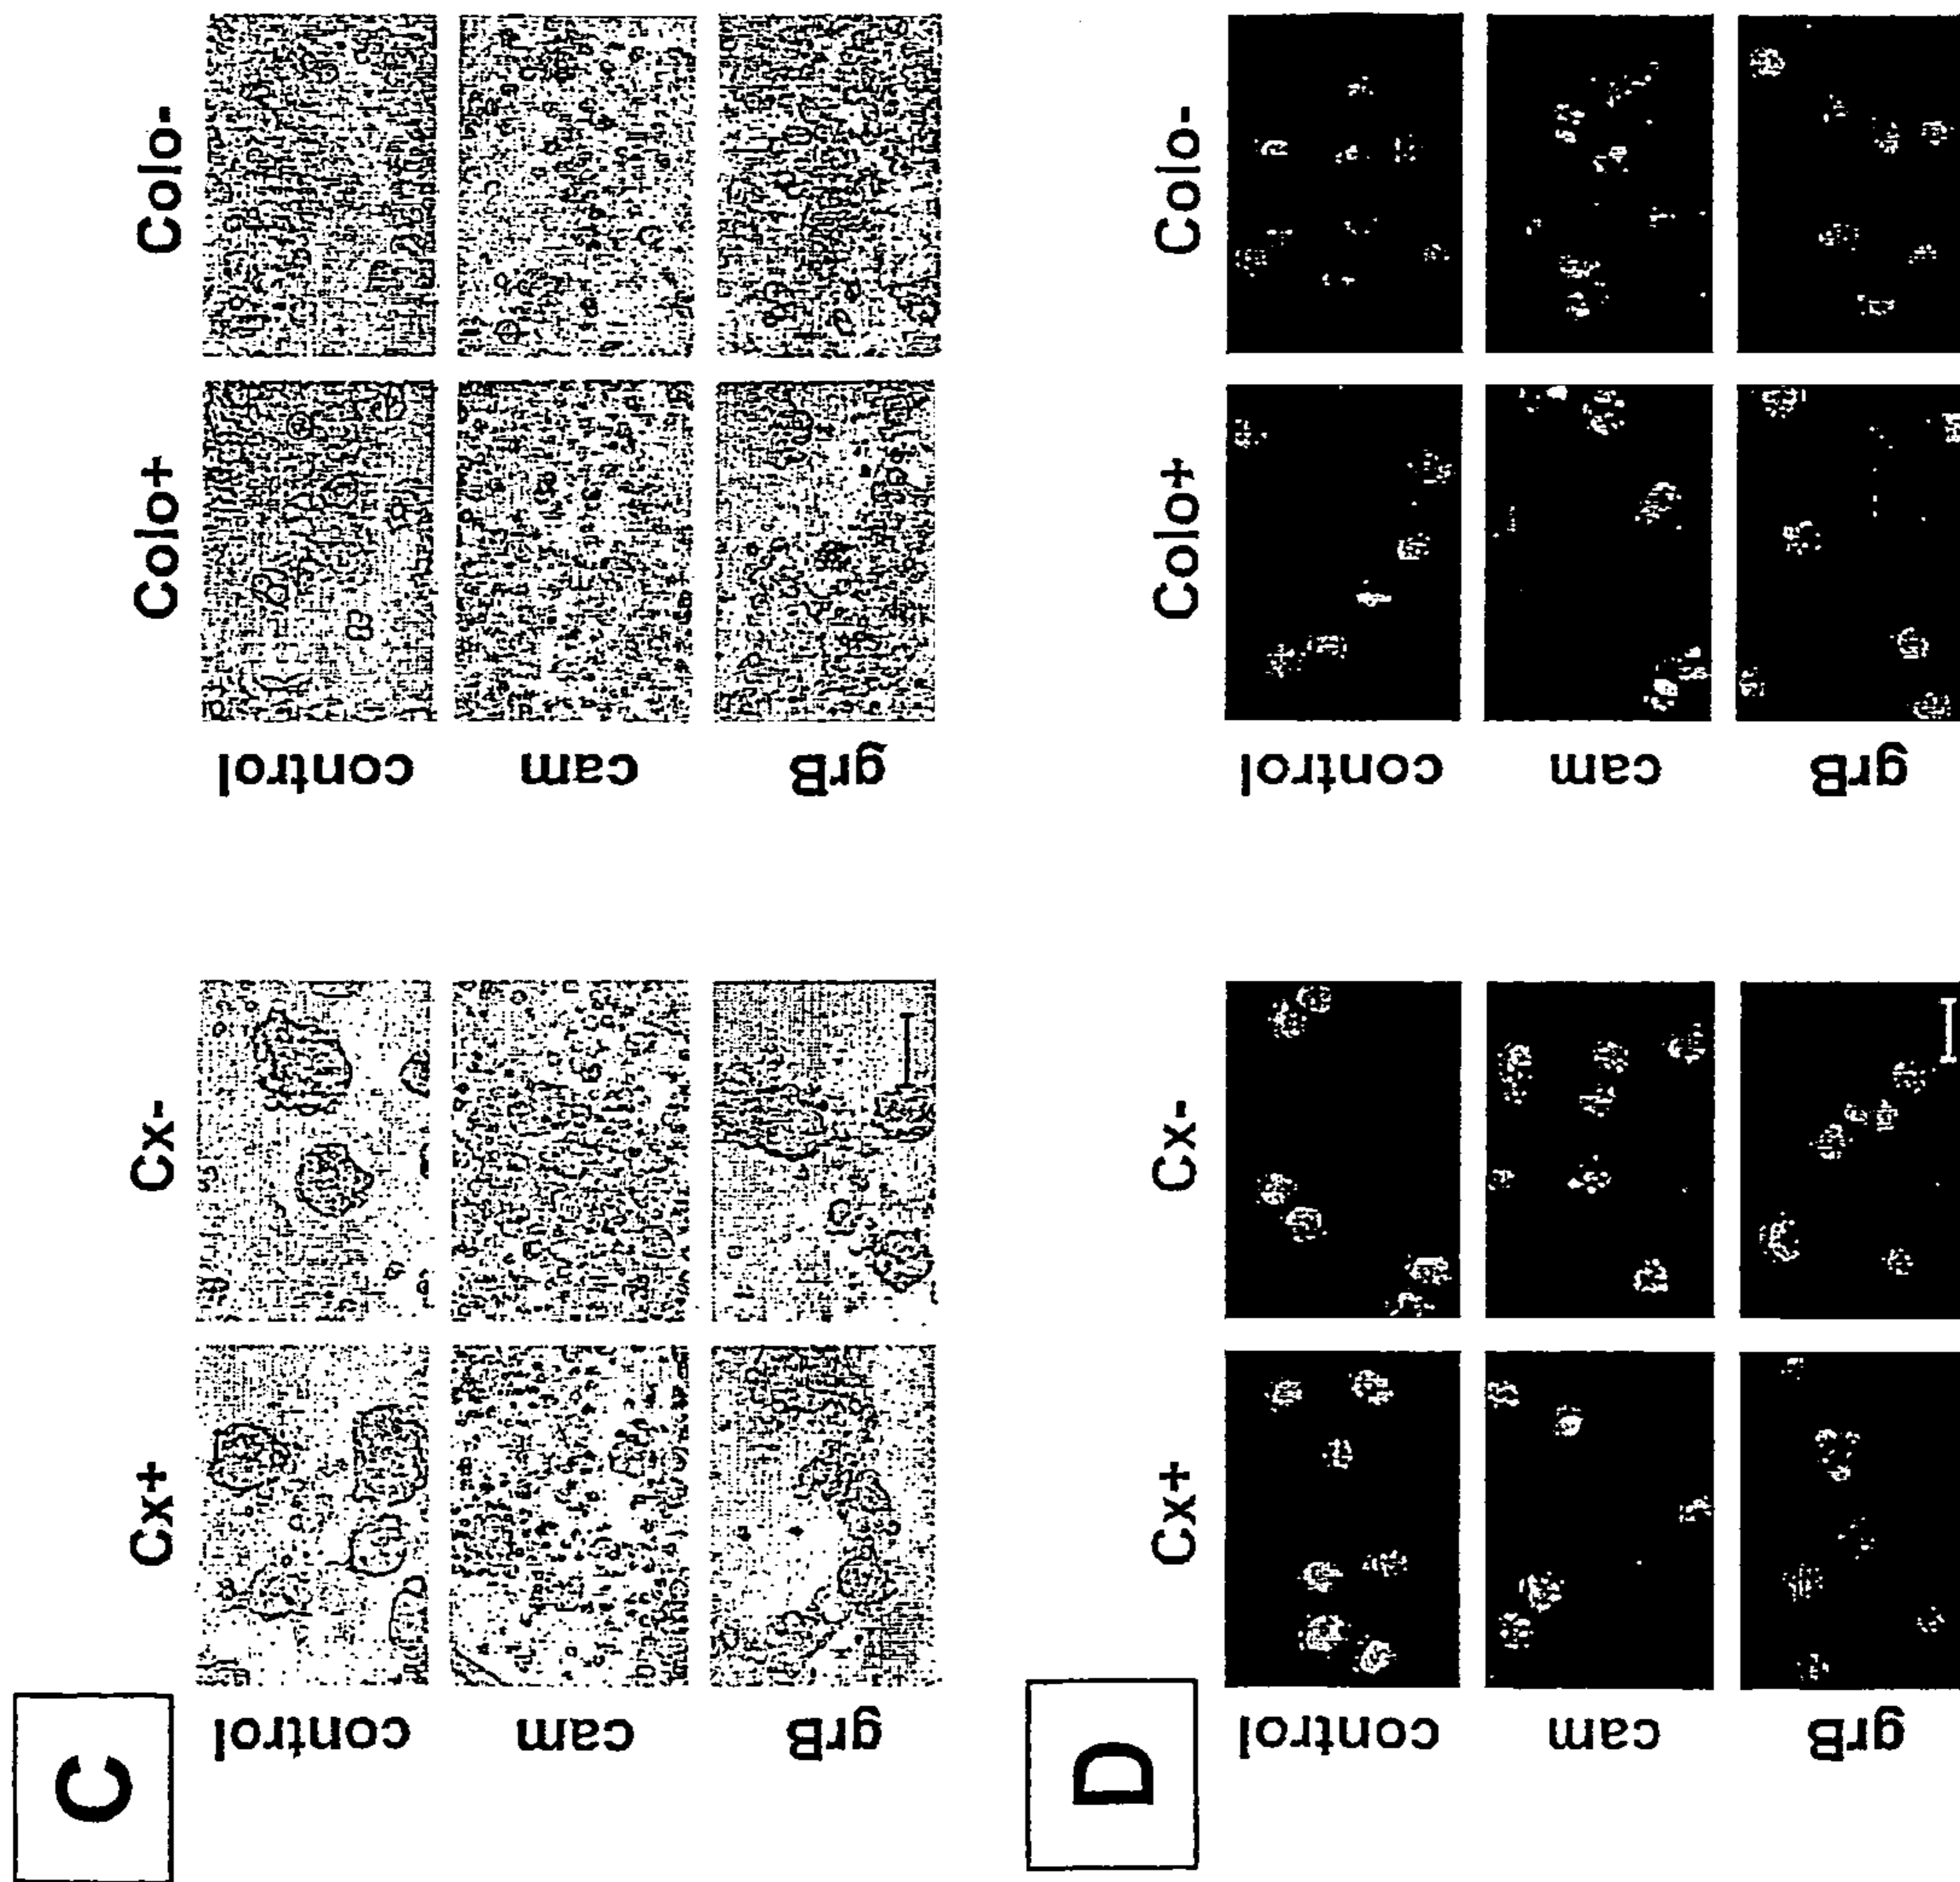 C
Cx+ Cx- Colo+ Colo-
control control
cam cam
grB grB
D
Cx+ Cx- Colo+ Colo-
control control
cam cam
grB grB